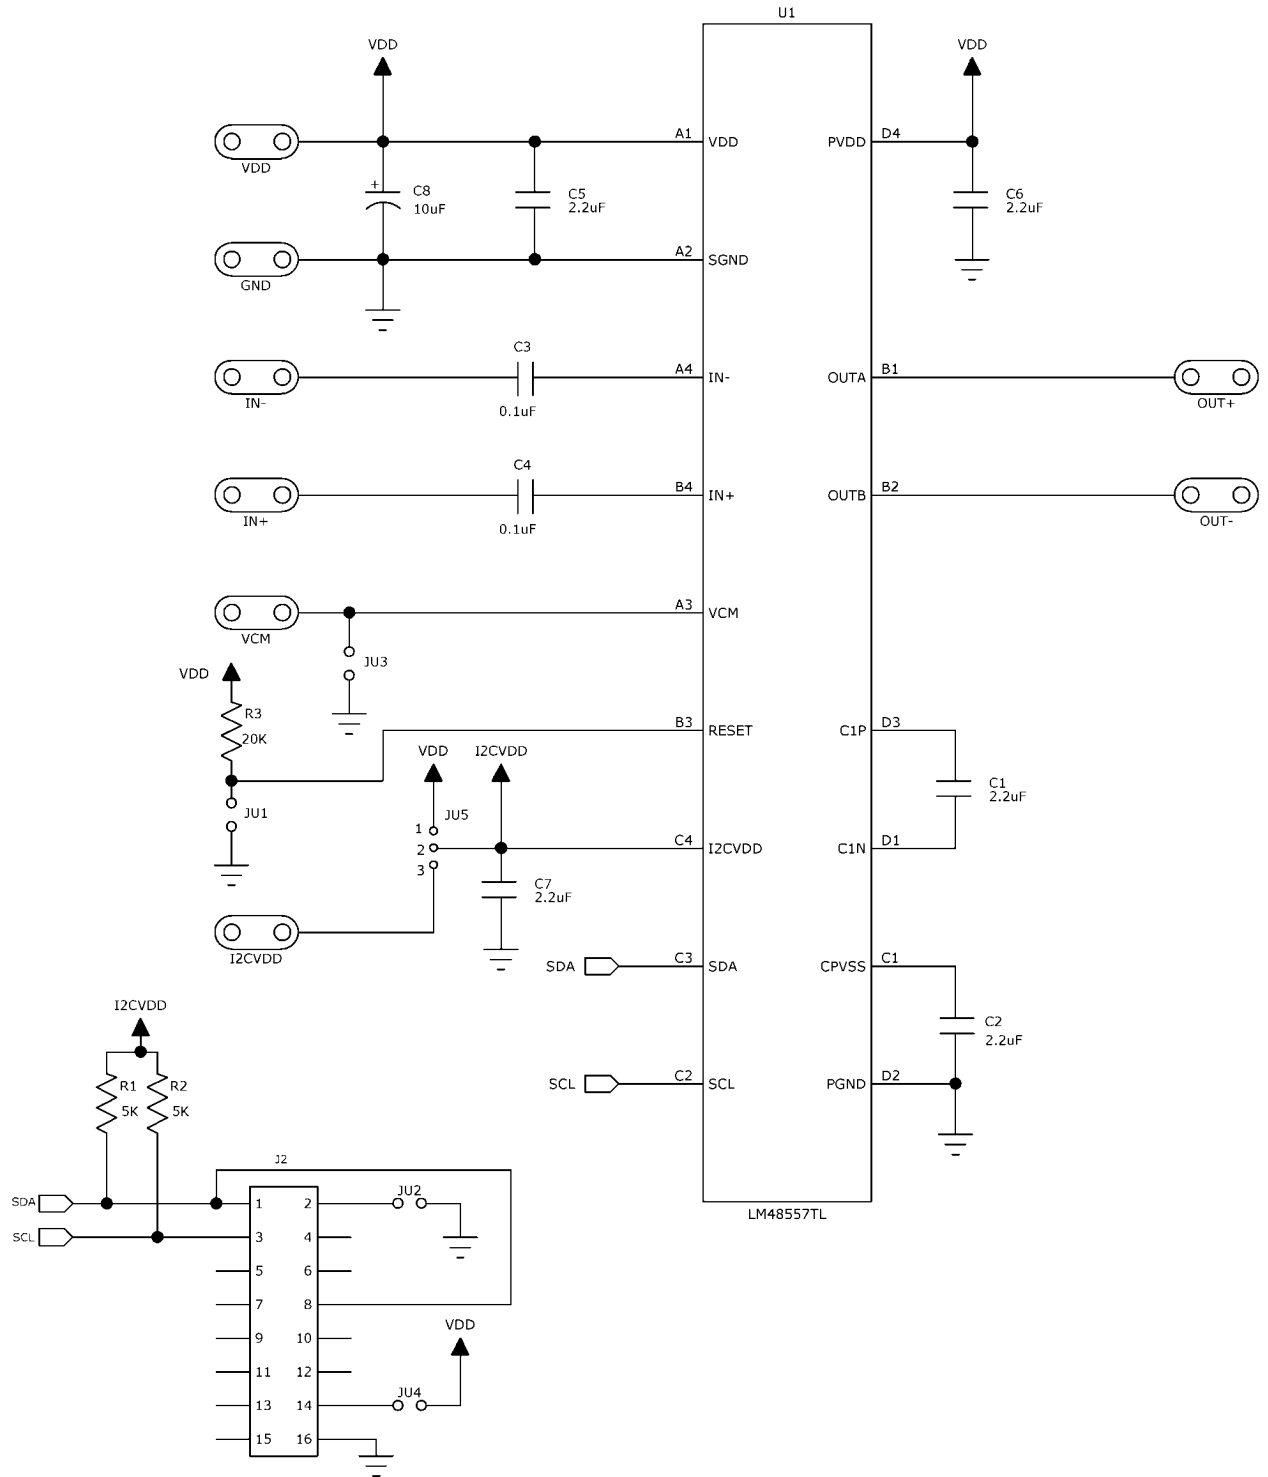 U1
VDD
VDD
A1
VDD
PVDD
D4
VDD
+
C8
10uF
C5
2.2uF
C6
2.2uF
A2
SGND
GND
C3
A4
IN-
OUTA
B1
IN-
0.1uF
OUT+
C4
B4
IN+
OUTB
B2
IN+
0.1uF
OUT-
A3
VCM
VCM
JU3
VDD
R3
20K
B3
RESET
C1P
D3
VDD
I2CVDD
JU1
JU5
1
2
3
C4
I2CVDD
C1N
D1
C1
2.2uF
C7
2.2uF
I2CVDD
SDA
C3
SDA
CPVSS
C1
I2CVDD
C2
2.2uF
R1
5K
R2
5K
SCL
C2
SCL
PGND
D2
J2
SDA
1
2
JU2
LM48557TL
SCL
3
4
5
6
7
8
9
10
VDD
11
12
13
14
JU4
15
16